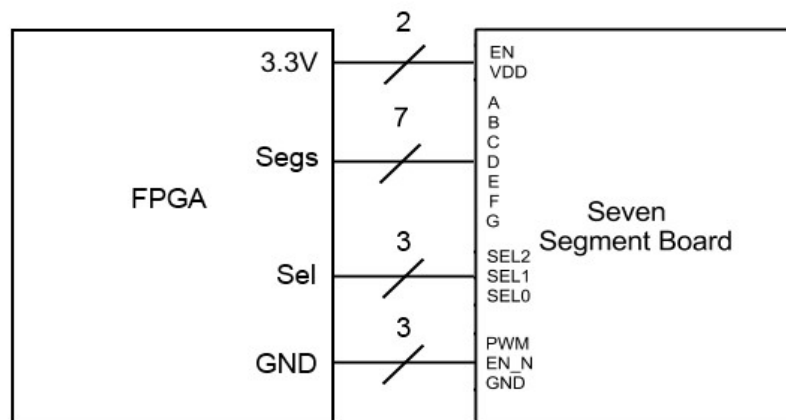 2
3.3V
EN
VDD
7
Segs
A
B
C
D
E
F
G
FPGA
Seven
Segment Board
3
Sel
SEL2
SEL1
SEL0
3
GND
PWM
EN_N
GND